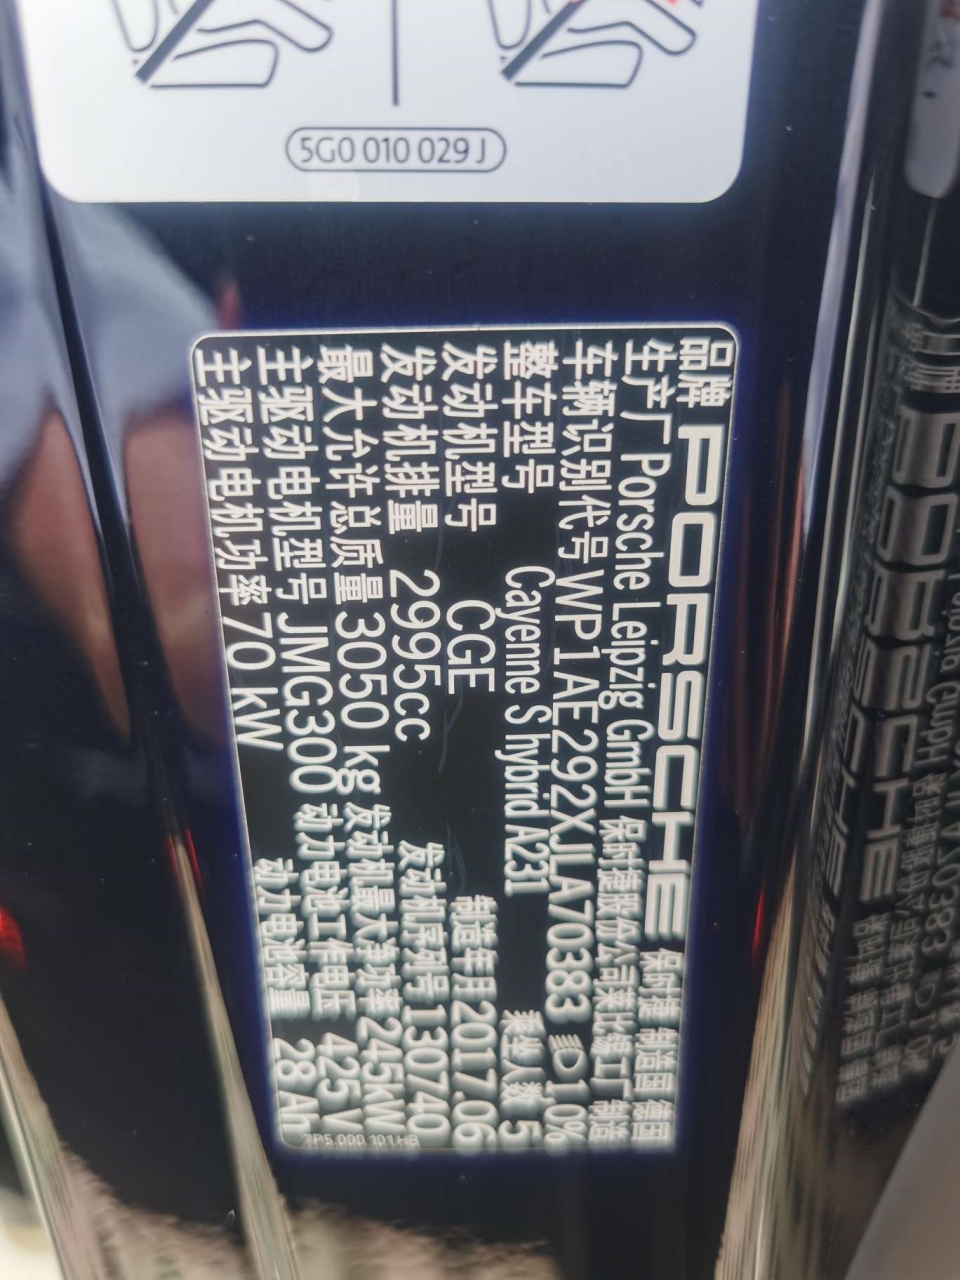 5G0 010 029 J
品牌 PORSCHE 保时捷 制造国 德国
生产厂 Porsche Leipzig GmbH 保时捷股份公司莱比锡工厂 制造
车辆识别代号 WP1AE292XJLA70383 1.0%
整车型号 Cayenne S hybrid A231 乘坐人数 5
发动机型号 CGE 制造年月 2017.06
发动机排量 2995cc 发动机序列号 130740
最大允许总质量 3050 kg 发动机最大净功率 245kW
主驱动电机型号 JMG300 动力电池工作电压 425 V
主驱动电机功率 70 kW 动力电池容量 28 Ah
7P5.000.101.HB